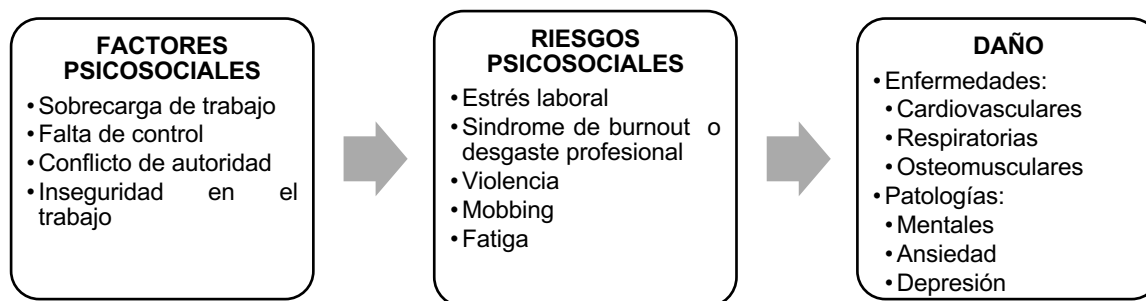 FACTORES
PSICOSOCIALES
•Sobrecarga de trabajo
•Falta de control
•Conflicto de autoridad
•Inseguridad en el
trabajo
RIESGOS
PSICOSOCIALES
•Estrés laboral
•Sindrome de burnout o
desgaste profesional
•Violencia
•Mobbing
•Fatiga
DAÑO
•Enfermedades:
•Cardiovasculares
•Respiratorias
•Osteomusculares
•Patologías:
•Mentales
•Ansiedad
•Depresión